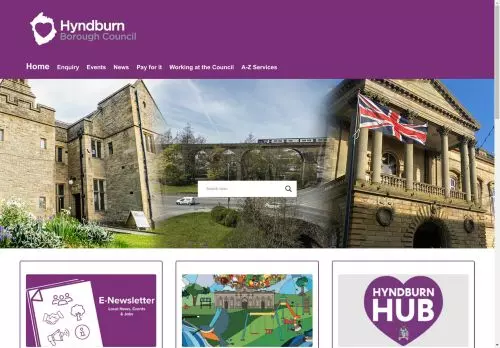 Hyndburn
Borough Council
Home Enquiry Events News Pay for it Working at the Council A-Z Services
Search here
E-Newsletter
Local News, Events
& Jobs
HYNDBURN
HUB